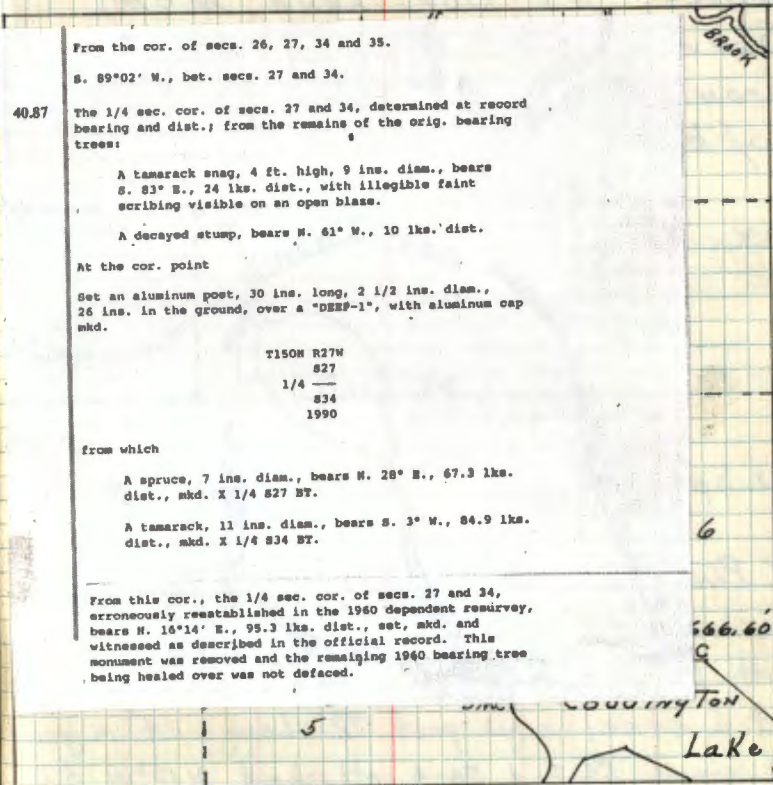 BROOK
From the cor. of secs. 26, 27, 34 and 35.
S. 89°02' W., bet. secs. 27 and 34.
40.87 The 1/4 sec. cor. of secs. 27 and 34, determined at record
bearing and dist.; from the remains of the orig. bearing
trees:
A tamarack snag, 4 ft. high, 9 ins. diam., bears
S. 83° E., 24 lks. dist., with illegible faint
scribing visible on an open blaze.
A decayed stump, bears N. 61° W., 10 lks. dist.
At the cor. point
Set an aluminum post, 30 ins. long, 2 1/2 ins. diam.,
26 ins. in the ground, over a "DEEP-1", with aluminum cap
mkd.
T150N R27W
S27
1/4 ──
S34
1990
from which
A spruce, 7 ins. diam., bears N. 28° E., 67.3 lks.
dist., mkd. X 1/4 S27 BT.
A tamarack, 11 ins. diam., bears S. 3° W., 84.9 lks.
dist., mkd. X 1/4 S34 BT.
6
From this cor., the 1/4 sec. cor. of secs. 27 and 34,
erroneously reestablished in the 1960 dependent resurvey,
bears N. 16°14' E., 95.3 lks. dist., set, mkd. and
witnessed as described in the official record. This
monument was removed and the remaining 1960 bearing tree
being healed over was not defaced.
666.60'
C
CODDINGTON
5
Lake